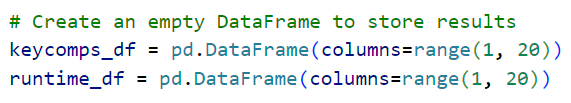 # Create an empty DataFrame to store results
keycomps_df = pd.DataFrame(columns=range(1, 20))
runtime_df = pd.DataFrame(columns=range(1, 20))